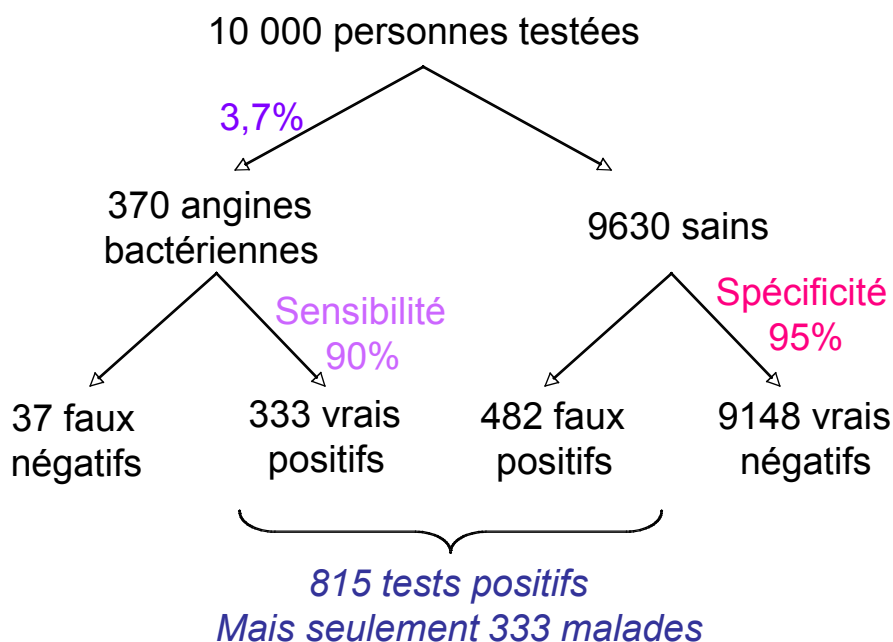 10 000 personnes testées
3,7%
370 angines
bactériennes
9630 sains
Sensibilité
90%
Spécificité
95%
37 faux
négatifs
333 vrais
positifs
482 faux
positifs
9148 vrais
négatifs
815 tests positifs
Mais seulement 333 malades